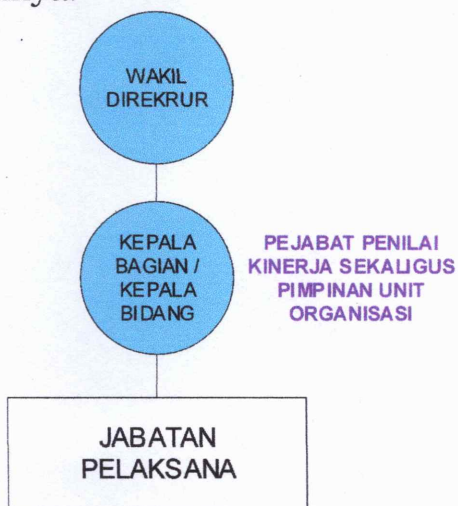 WAKIL
DIREKRUR
KEPALA
BAGIAN /
KEPALA
BIDANG
PEJABAT PENILAI
KINERJA SEKALIGUS
PIMPINAN UNIT
ORGANISASI
JABATAN
PELAKSANA